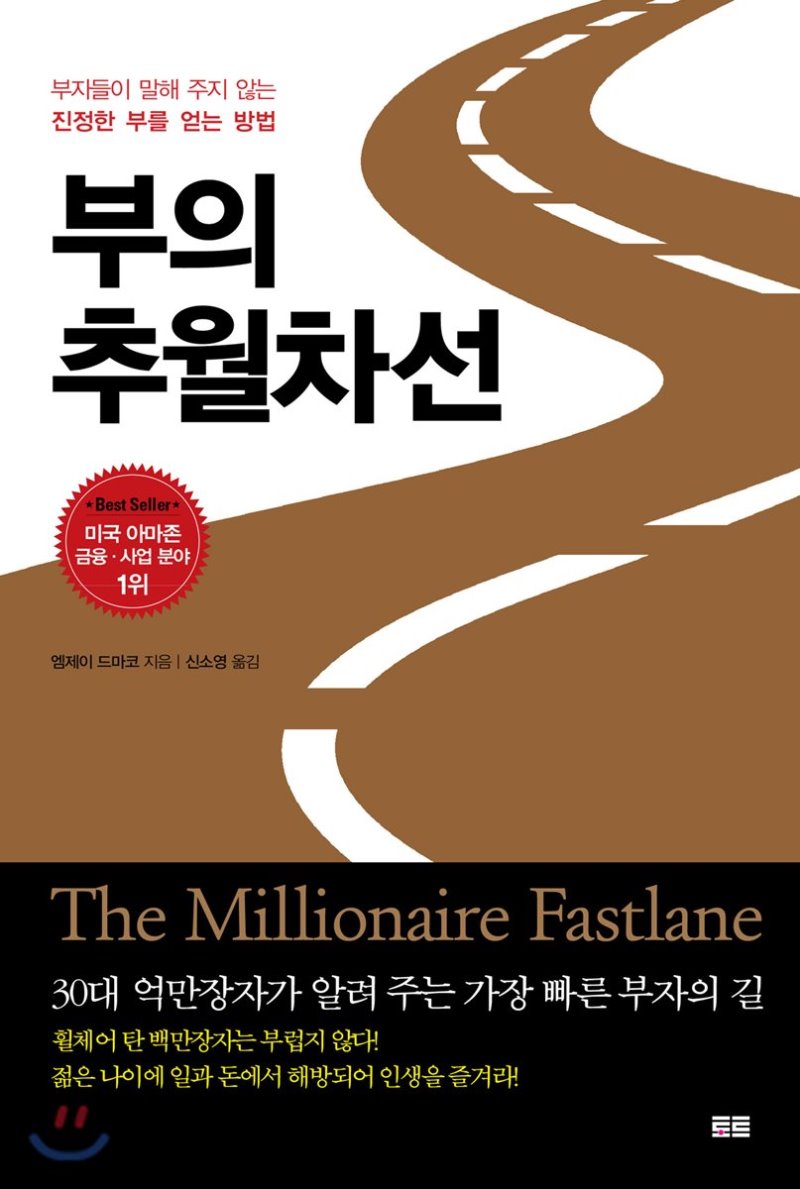 부자들이 말해 주지 않는
진정한 부를 얻는 방법
부의
추월차선
★Best Seller★
미국 아마존
금융·사업 분야
1위
엠제이 드마코 지음 | 신소영 옮김
The Millionaire Fastlane
30대 억만장자가 알려 주는 가장 빠른 부자의 길
휠체어 탄 백만장자는 부럽지 않다!
젊은 나이에 일과 돈에서 해방되어 인생을 즐겨라!
토트